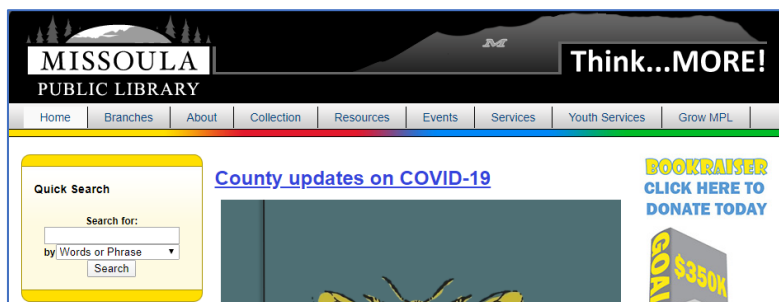 MISSOULA
PUBLIC LIBRARY
M
Think...MORE!
Home Branches About Collection Resources Events Services Youth Services Grow MPL
Quick Search
Search for:
by Words or Phrase
Search
County updates on COVID-19
BOOKRAISER
CLICK HERE TO
DONATE TODAY
GOAL
$350K